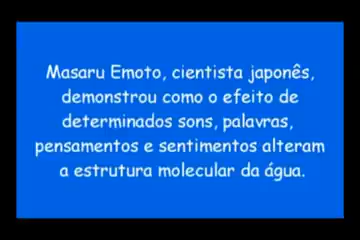 Masaru Emoto, cientista japonês,
demonstrou como o efeito de
determinados sons, palavras,
pensamentos e sentimentos alteram
a estrutura molecular da água.